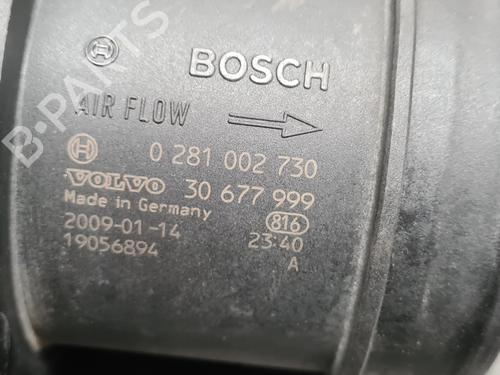 BOSCH
AIR FLOW
0 281 002 730
VOLVO 30 677 999
Made in Germany 816
2009-01-14 23:40
19056894 A
B-PARTS